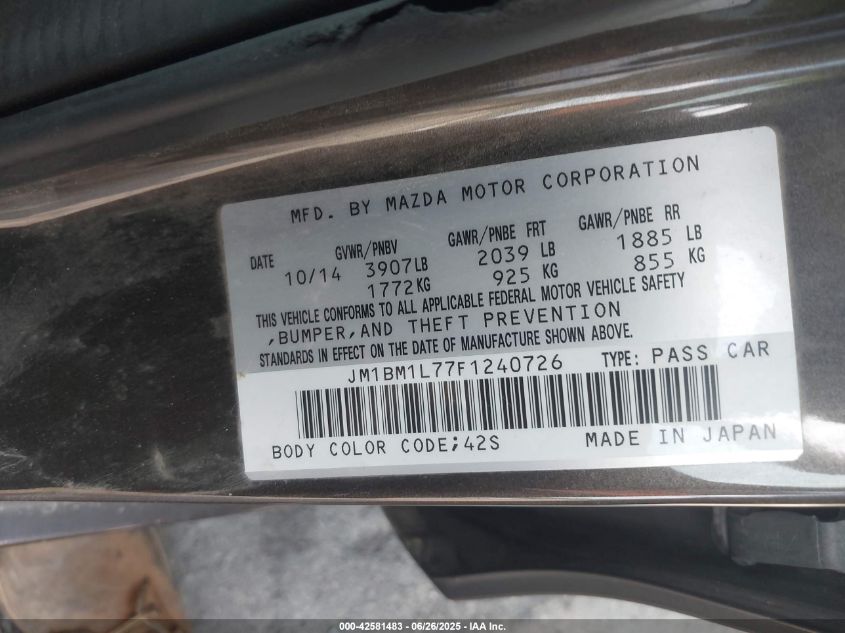 MFD. BY MAZDA MOTOR CORPORATION
DATE GVWR/PNBV GAWR/PNBE FRT GAWR/PNBE RR
10/14 3907LB 2039 LB 1885 LB
1772KG 925 KG 855 KG
THIS VEHICLE CONFORMS TO ALL APPLICABLE FEDERAL MOTOR VEHICLE SAFETY
,BUMPER,AND THEFT PREVENTION
STANDARDS IN EFFECT ON THE DATE OF MANUFACTURE SHOWN ABOVE.
JM1BM1L77F1240726 TYPE: PASS CAR
BODY COLOR CODE;42S MADE IN JAPAN
000-42581483 | 06/26/2025 - IAA Inc.